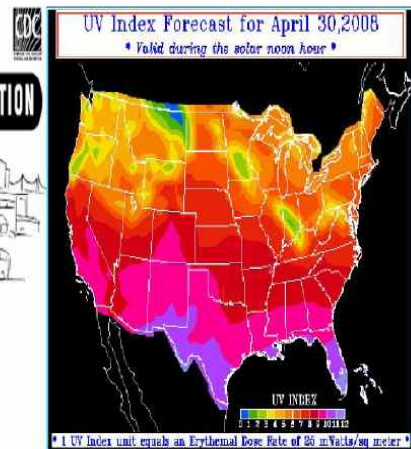 CDC
UV Index Forecast for April 30,2008
* Valid during the solar noon hour *
TION
UV INDEX
0 1 2 3 4 5 6 7 8 9 10 11 12
* 1 UV Index unit equals an Erythemal Dose Rate of 25 mWatts/sq meter *